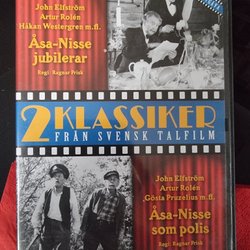 John Elfström
Artur Rolén
Håkan Westergren m.fl.
Åsa-Nisse
jubilerar
Regi: Ragnar Frisk
2 KLASSIKER
FRÅN SVENSK TALFILM
John Elfström
Artur Rolén
Gösta Prüzelius m.fl.
Åsa-Nisse
som polis
Regi: Ragnar Frisk